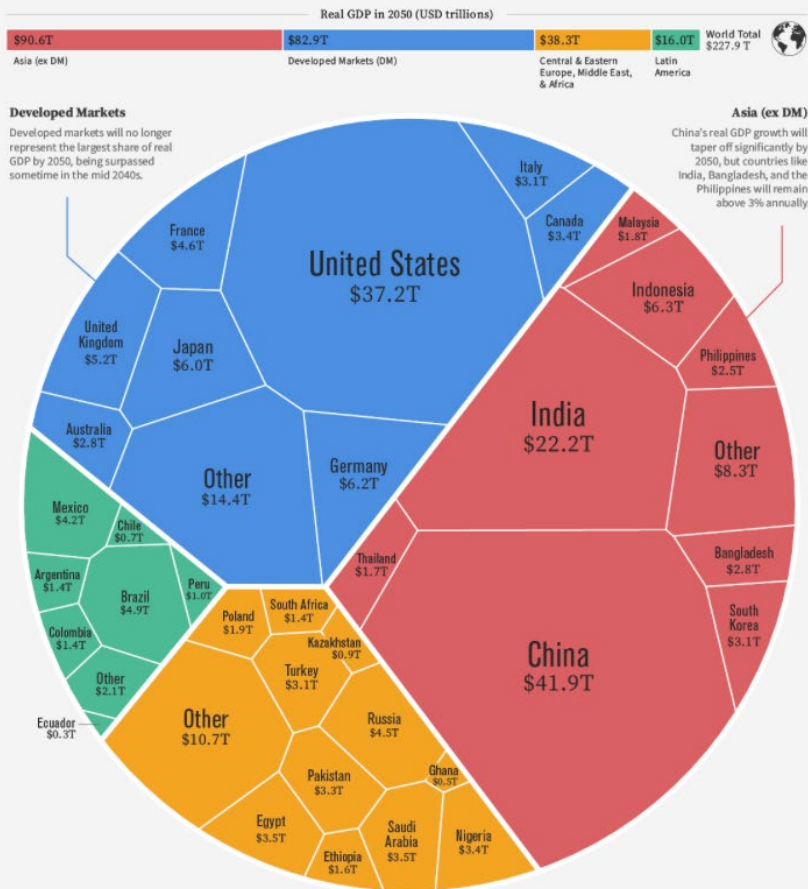 Real GDP in 2050 (USD trillions)
$90.6T
$82.9T
$38.3T
$16.0T
World Total
$227.9 T
Asia (ex DM)
Developed Markets (DM)
Central & Eastern
Europe, Middle East,
& Africa
Latin
America
Developed Markets
Developed markets will no longer
represent the largest share of real
GDP by 2050, being surpassed
sometime in the mid 2040s.
Asia (ex DM)
China's real GDP growth will
taper off significantly by
2050, but countries like
India, Bangladesh, and the
Philippines will remain
above 3% annually
Italy
$3.1T
Canada
$3.4T
France
$4.6T
United States
$37.2T
United
Kingdom
$5.2T
Japan
$6.0T
Australia
$2.8T
Other
$14.4T
Germany
$6.2T
Malaysia
$1.8T
Indonesia
$6.3T
Philippines
$2.5T
India
$22.2T
Other
$8.3T
Thailand
$1.7T
Bangladesh
$2.8T
South
Korea
$3.1T
China
$41.9T
Mexico
$4.2T
Chile
$0.7T
Argentina
$1.4T
Brazil
$4.9T
Peru
$1.0T
Colombia
$1.4T
Other
$2.1T
Ecuador
$0.3T
Poland
$1.9T
South Africa
$1.4T
Kazakhstan
$0.9T
Turkey
$3.1T
Other
$10.7T
Russia
$4.5T
Pakistan
$3.3T
Ghana
$0.5T
Egypt
$3.5T
Ethiopia
$1.6T
Saudi
Arabia
$3.5T
Nigeria
$3.4T